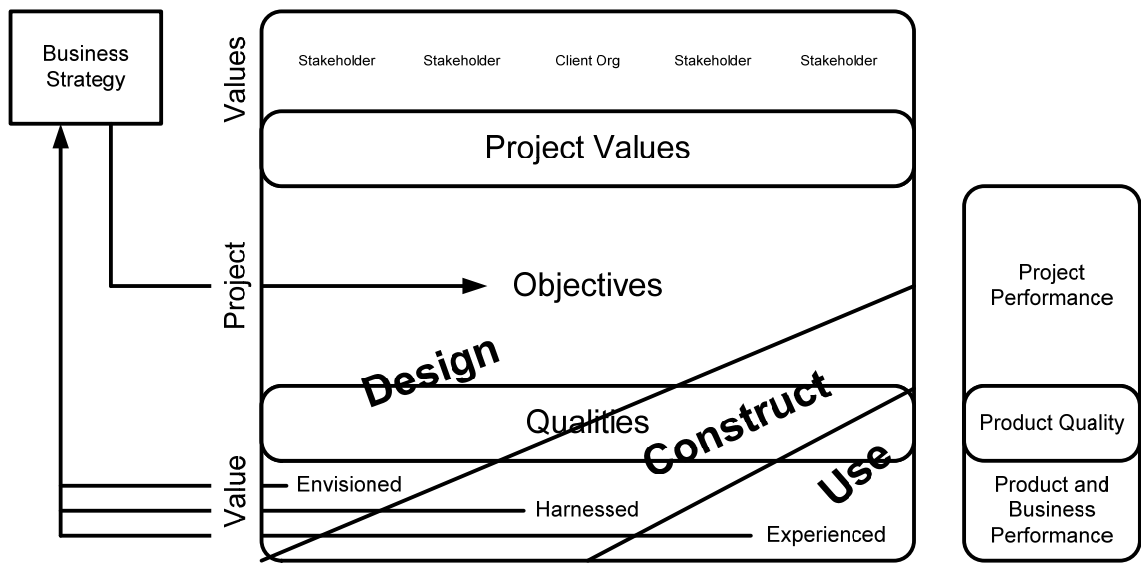 Business
Strategy
Values
Stakeholder Stakeholder Client Org Stakeholder Stakeholder
Project Values
Project
Objectives
Project
Performance
Design
Construct
Use
Qualities
Product Quality
Value
Envisioned
Harnessed
Experienced
Product and
Business
Performance